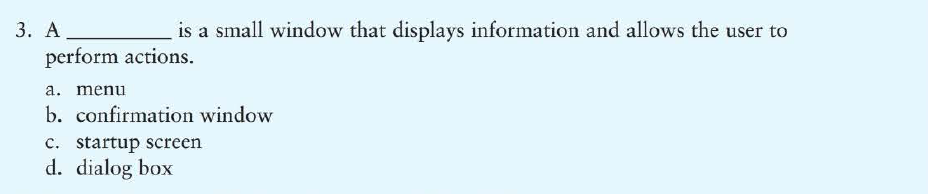 3. A __________ is a small window that displays information and allows the user to
perform actions.
a. menu
b. confirmation window
c. startup screen
d. dialog box